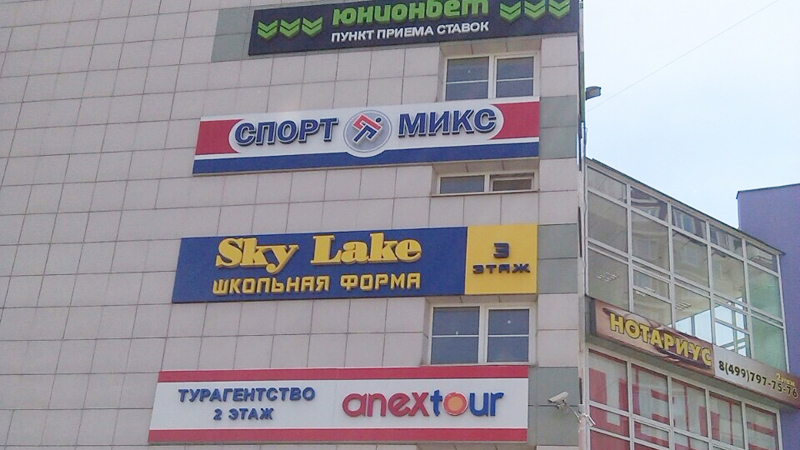 ЮНИОНБЕТ
ПУНКТ ПРИЕМА СТАВОК
СПОРТ МИКС
Sky Lake
ШКОЛЬНАЯ ФОРМА
3
ЭТАЖ
ТУРАГЕНТСТВО
2 ЭТАЖ
anextour
НОТАРИУС
8(499)797-75-76